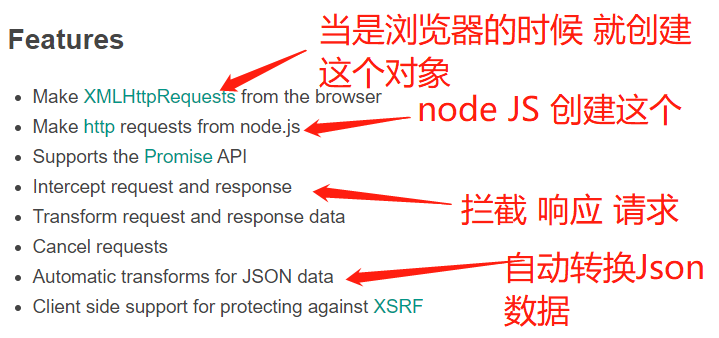 Features
当是浏览器的时候 就创建
这个对象
Make XMLHttpRequests from the browser
Make http requests from node.js
node JS 创建这个
Supports the Promise API
Intercept request and response
拦截 响应 请求
Transform request and response data
Cancel requests
Automatic transforms for JSON data
自动转换Json
数据
Client side support for protecting against XSRF